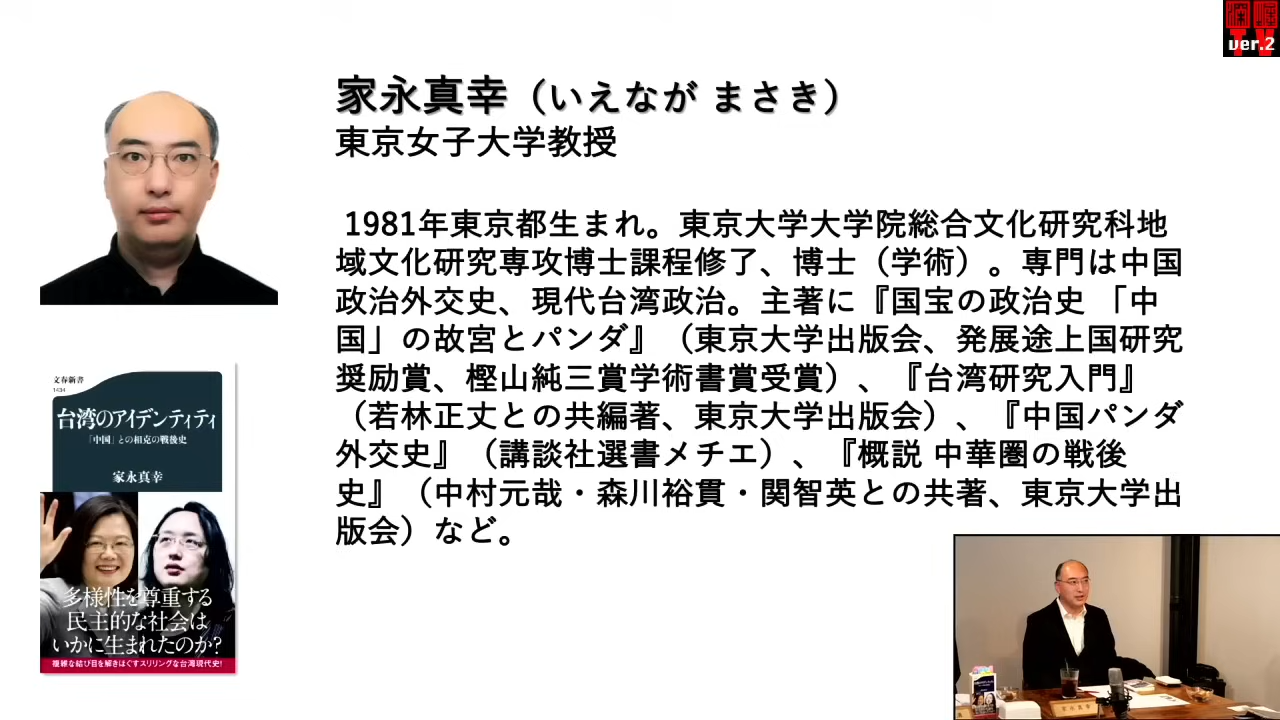 ver.2
家永真幸（いえなが まさき）
東京女子大学教授
1981年東京都生まれ。東京大学大学院総合文化研究科地
域文化研究専攻博士課程修了、博士（学術）。専門は中国
政治外交史、現代台湾政治。主著に『国宝の政治史 「中
国」の故宮とパンダ』（東京大学出版会、発展途上国研究
奨励賞、樫山純三賞学術書賞受賞）、『台湾研究入門』
（若林正丈との共編著、東京大学出版会）、『中国パンダ
外交史』（講談社選書メチエ）、『概説 中華圏の戦後
史』（中村元哉・森川裕貫・関智英との共著、東京大学出
版会）など。
文春新書
1434
台湾のアイデンティティ
「中国」との相克の戦後史
家永真幸
多様性を尊重する
民主的な社会は
いかに生まれたのか?
複雑な結び目を解きほぐすスリリングな台湾現代史!
家永真幸